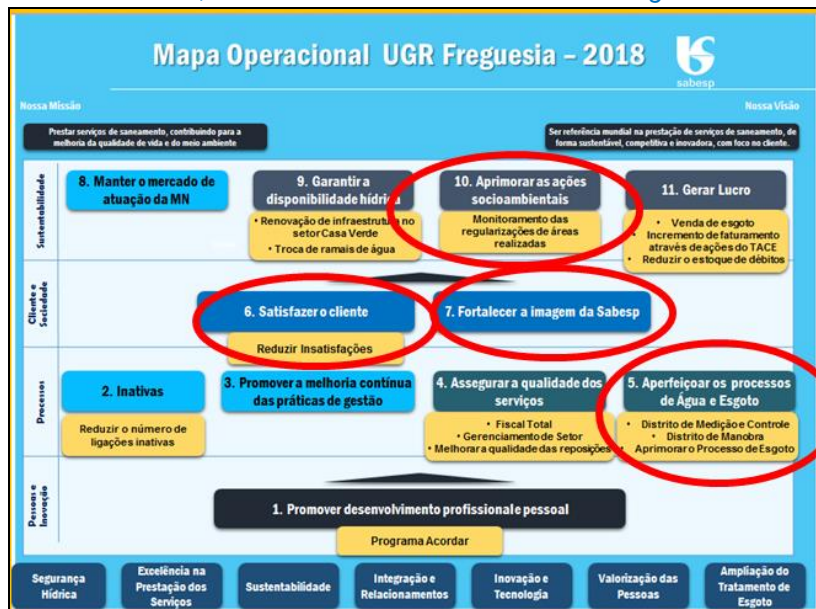 Mapa Operacional UGR Freguesia – 2018
sabesp
Nossa Missão
Nossa Visão
Prestar serviços de saneamento, contribuindo para a
melhoria da qualidade de vida e do meio ambiente
Ser referência mundial na prestação de serviços de saneamento, de
forma sustentável, competitiva e inovadora, com foco no cliente.
Sustentabilidade
8. Manter o mercado de
atuação da MN
9. Garantir a
disponibilidade hídrica
• Renovação de infraestrutura no
setor Casa Verde
• Troca de ramais de água
10. Aprimorar as ações
socioambientais
Monitoramento das
regularizações de áreas
realizadas
11. Gerar Lucro
• Venda de esgoto
• Incremento de faturamento
através de ações do TACE
• Reduzir o estoque de débitos
Cliente e
Sociedade
6. Satisfazer o cliente
Reduzir Insatisfações
7. Fortalecer a imagem da Sabesp
Processos
2. Inativas
Reduzir o número de
ligações inativas
3. Promover a melhoria contínua
das práticas de gestão
4. Assegurar a qualidade dos
serviços
• Fiscal Total
• Gerenciamento de Setor
• Melhorar a qualidade das reposições
5. Aperfeiçoar os processos
de Água e Esgoto
• Distrito de Medição e Controle
• Distrito de Manobra
• Aprimorar o Processo de Esgoto
Pessoas e
Inovação
1. Promover desenvolvimento profissional e pessoal
Programa Acordar
Segurança
Hídrica
Excelência na
Prestação dos
Serviços
Sustentabilidade
Integração e
Relacionamentos
Inovação e
Tecnologia
Valorização das
Pessoas
Ampliação do
Tratamento de
Esgoto